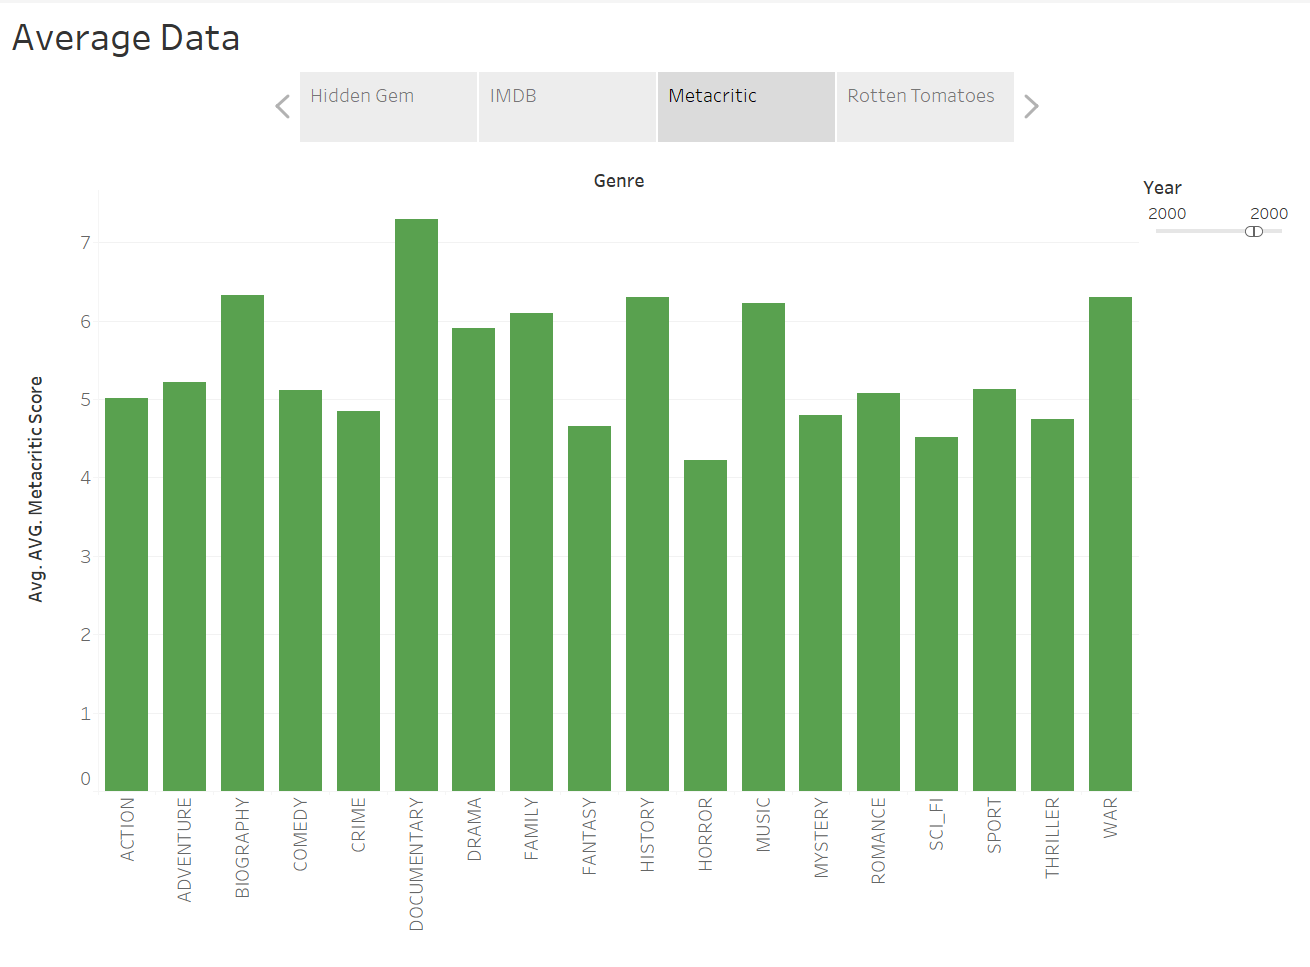 Average Data
Hidden Gem
IMDB
Metacritic
Rotten Tomatoes
Genre
Year
2000 2000
Avg. AVG. Metacritic Score
7
6
5
4
3
2
1
0
ACTION
ADVENTURE
BIOGRAPHY
COMEDY
CRIME
DOCUMENTARY
DRAMA
FAMILY
FANTASY
HISTORY
HORROR
MUSIC
MYSTERY
ROMANCE
SCI_FI
SPORT
THRILLER
WAR